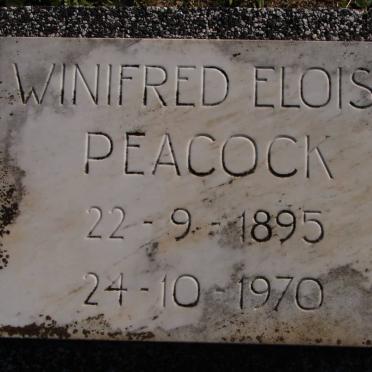 WINIFRED ELOIS
PEACOCK
22 - 9 - 1895
24 - 10 - 1970